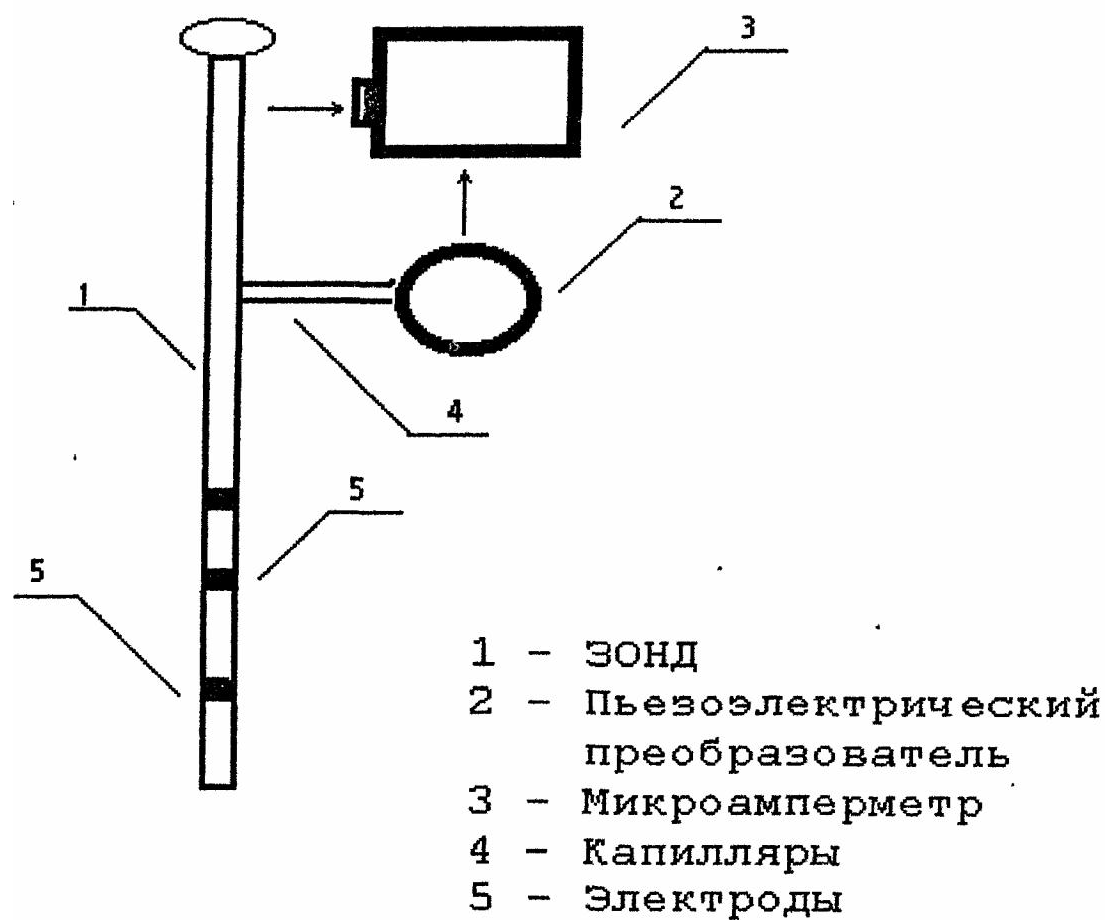 3
2
1
4
5
5
1 - ЗОНД
2 - Пьезоэлектрический
преобразователь
3 - Микроамперметр
4 - Капилляры
5 - Электроды